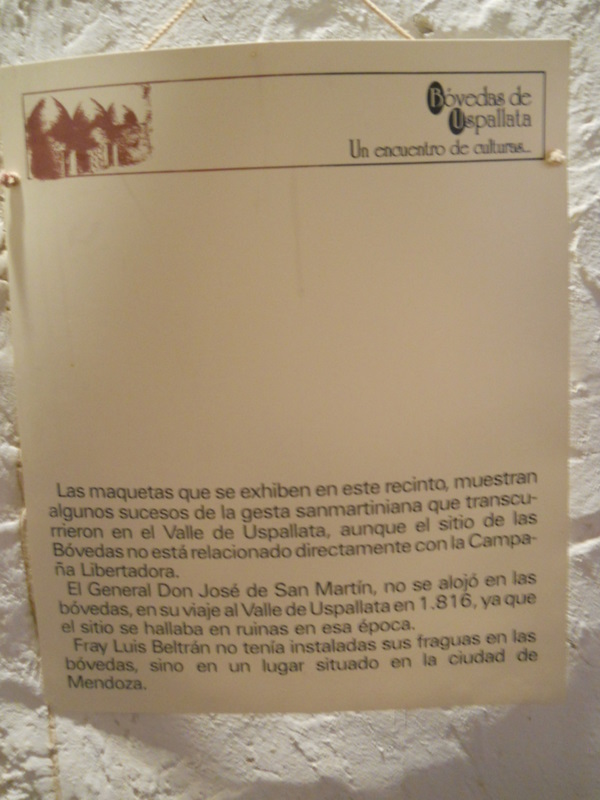 Bóvedas de
Uspallata
Un encuentro de culturas...
Las maquetas que se exhiben en este recinto, muestran
algunos sucesos de la gesta sanmartiniana que transcu-
rrieron en el Valle de Uspallata, aunque el sitio de las
Bóvedas no está relacionado directamente con la Campa-
ña Libertadora.
El General Don José de San Martín, no se alojó en las
bóvedas, en su viaje al Valle de Uspallata en 1.816, ya que
el sitio se hallaba en ruinas en esa época.
Fray Luis Beltrán no tenía instaladas sus fraguas en las
bóvedas, sino en un lugar situado en la ciudad de
Mendoza.